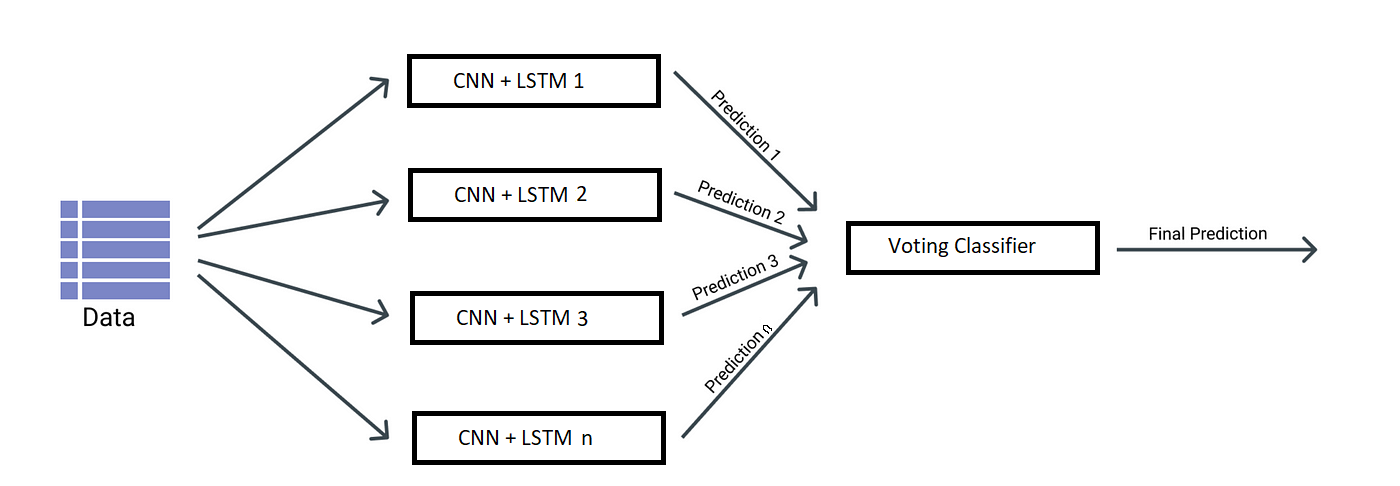 CNN + LSTM 1
Prediction 1
CNN + LSTM 2
Prediction 2
Data
Voting Classifier
Final Prediction
CNN + LSTM 3
Prediction 3
CNN + LSTM n
Prediction n